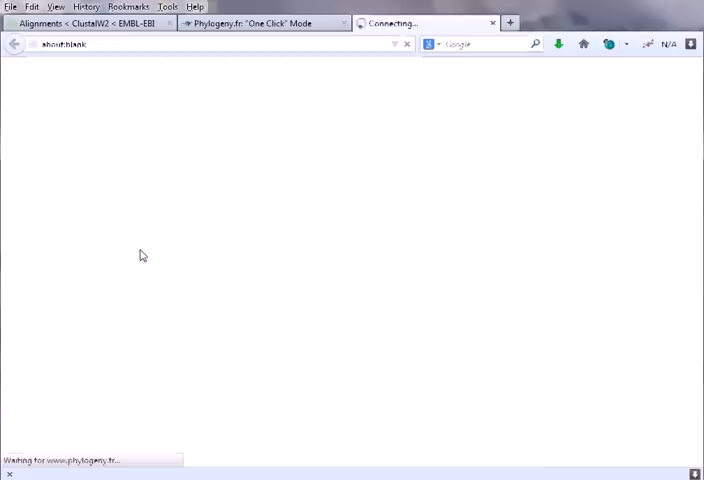 File Edit View History Bookmarks Tools Help
Alignments < ClustalW2 < EMBL-EBI Phylogeny.fr: "One Click" Mode Connecting...
about:blank Google N/A
Waiting for www.phylogeny.fr...